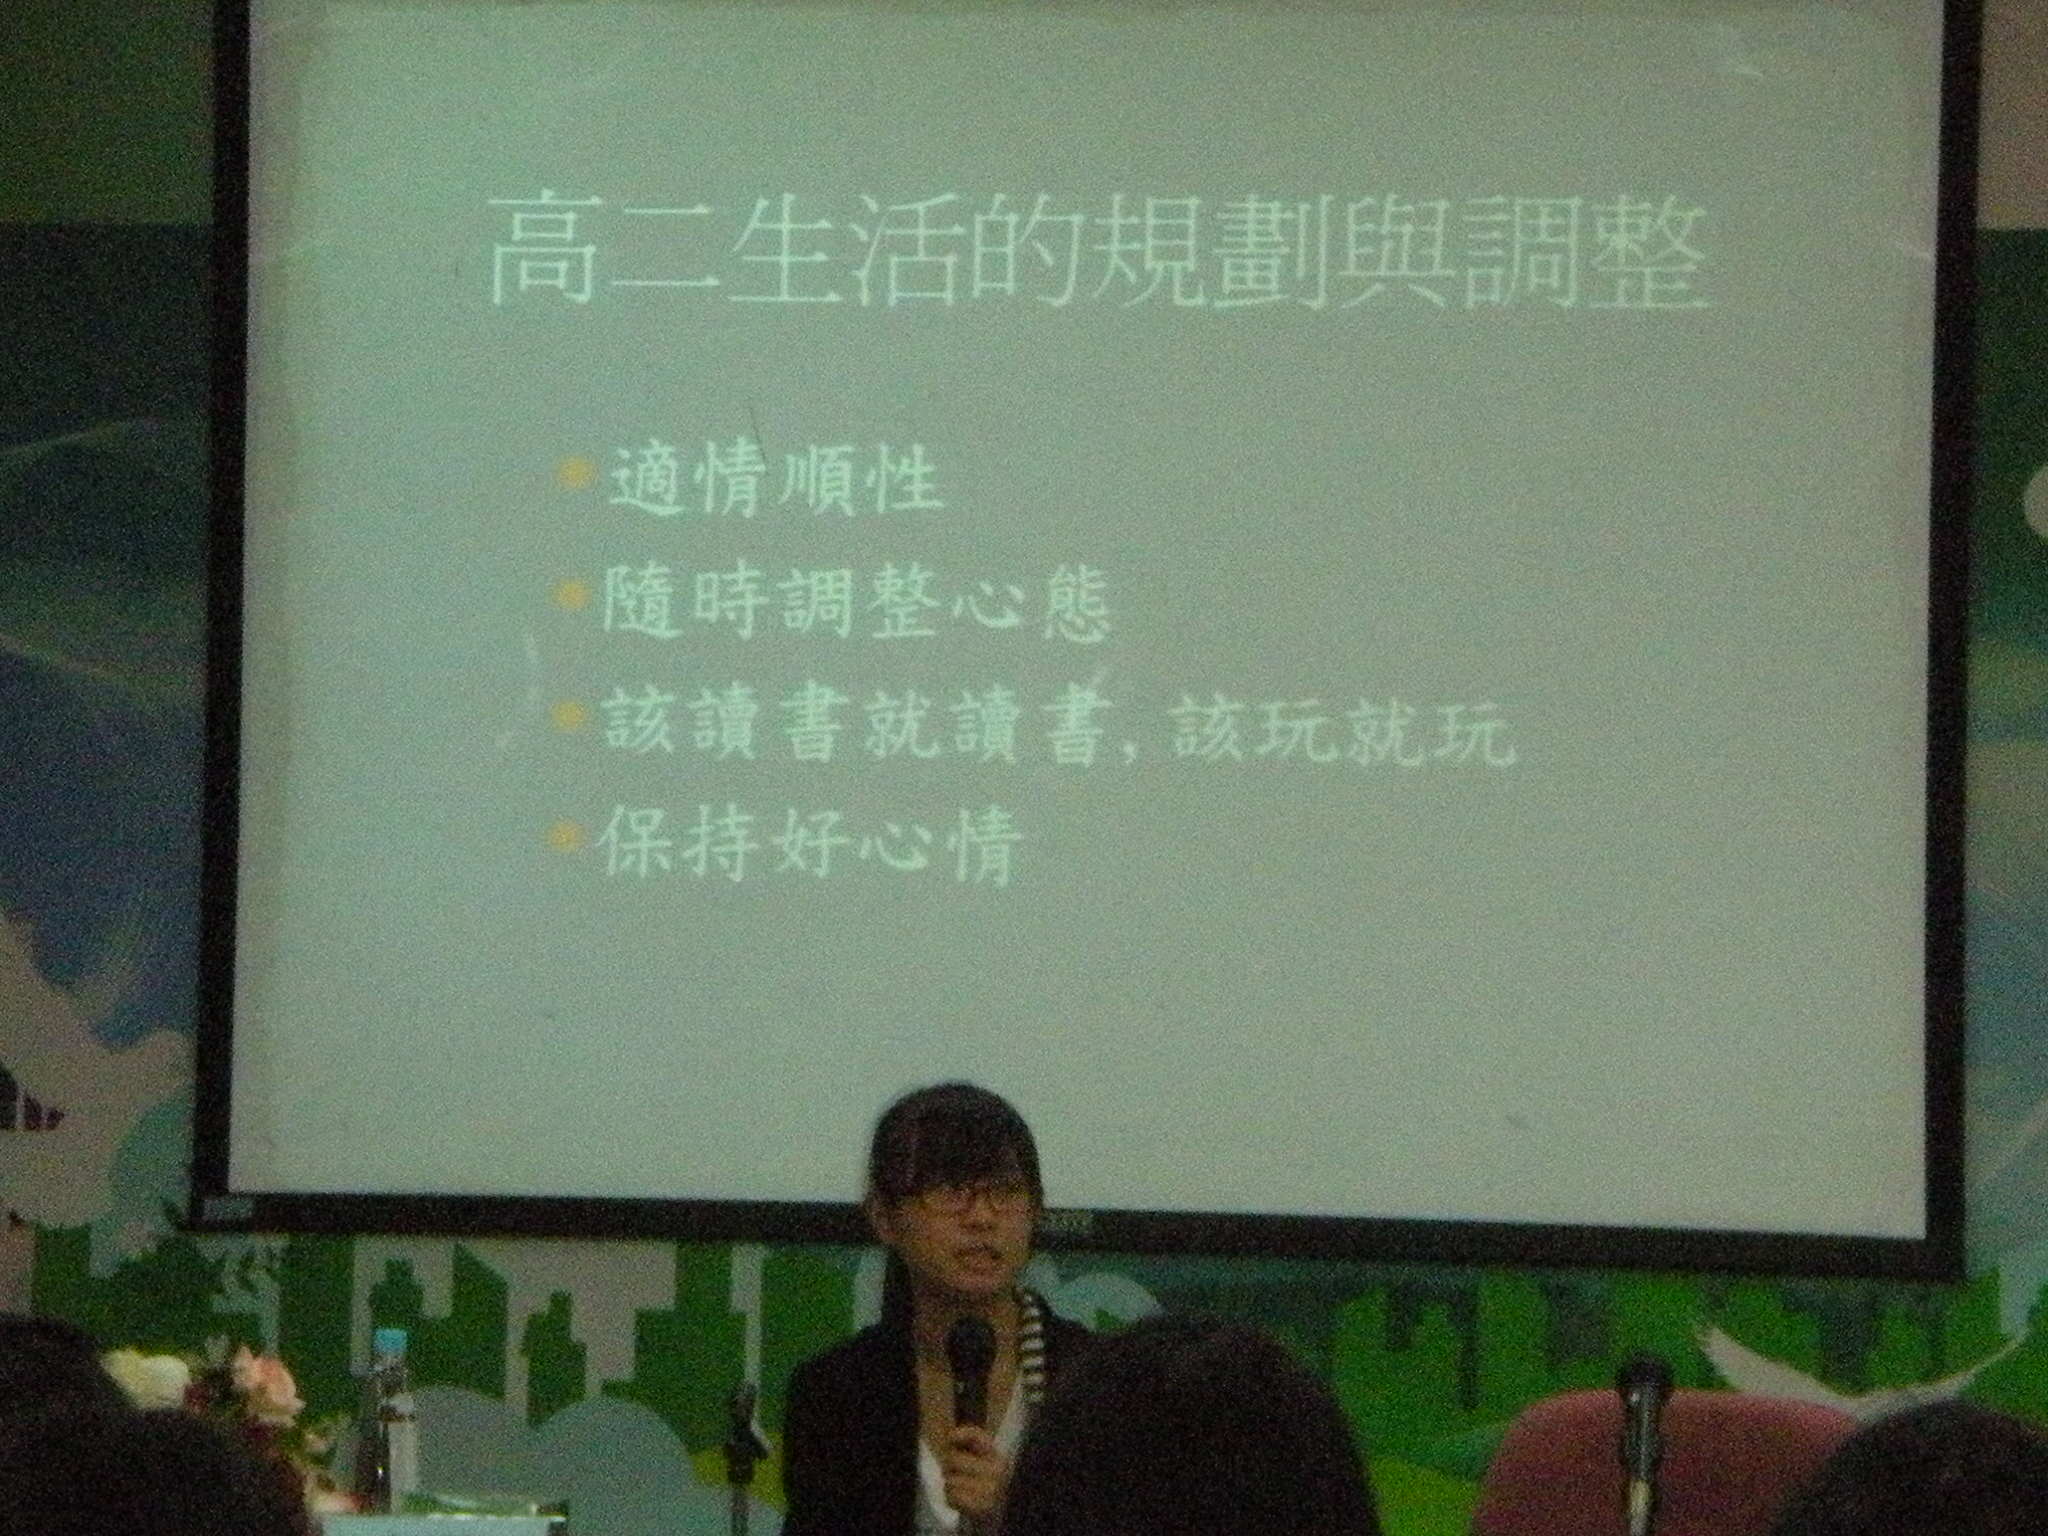 高二生活的規劃與調整
適情順性
隨時調整心態
該讀書就讀書,該玩就玩
保持好心情